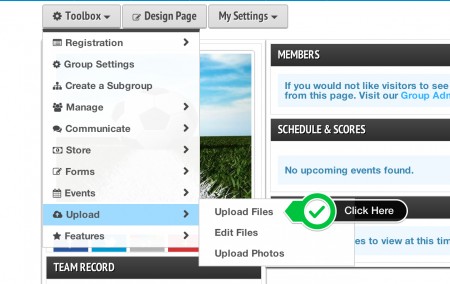 Toolbox
Design Page
My Settings
Registration
Group Settings
Create a Subgroup
Manage
Communicate
Store
Forms
Events
Upload
Features
Upload Files
Edit Files
Upload Photos
Click Here
TEAM RECORD
MEMBERS
If you would not like visitors to see
from this page. Visit our Group Adm
SCHEDULE & SCORES
No upcoming events found.
es to view at this tim